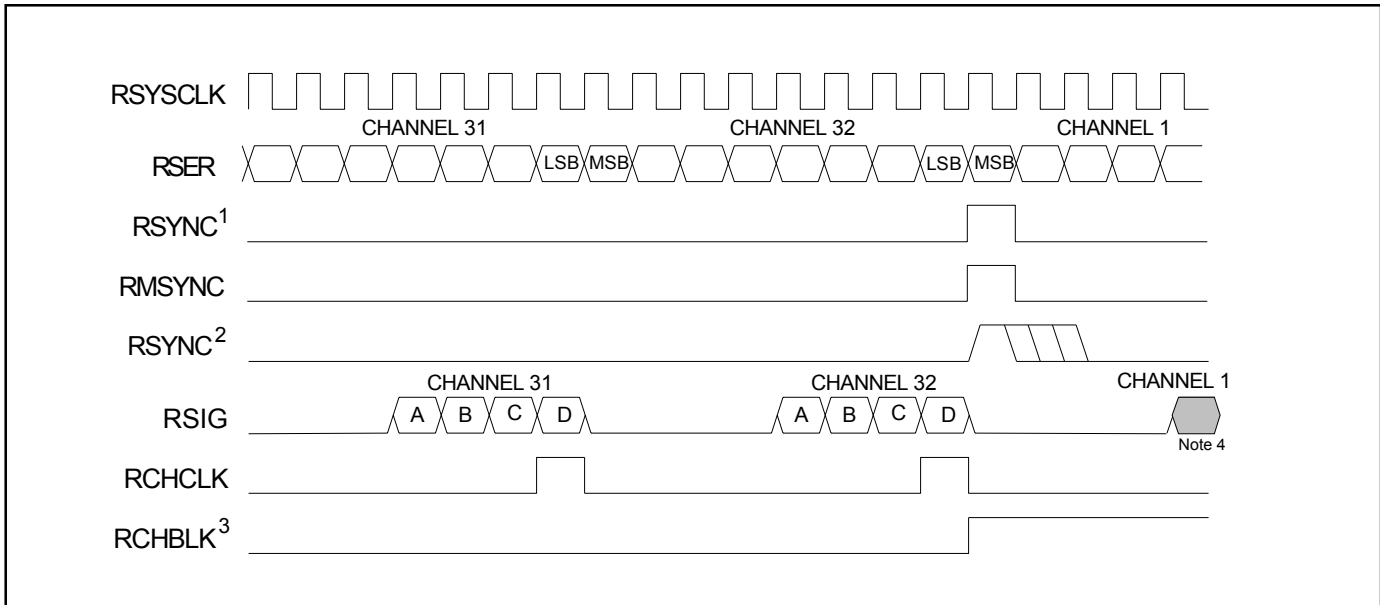 RSYSCLK
CHANNEL 31 CHANNEL 32 CHANNEL 1
RSER LSB MSB LSB MSB
RSYNC¹
RMSYNC
RSYNC²
CHANNEL 31 CHANNEL 32 CHANNEL 1
RSIG A B C D A B C D
Note 4
RCHCLK
RCHBLK³